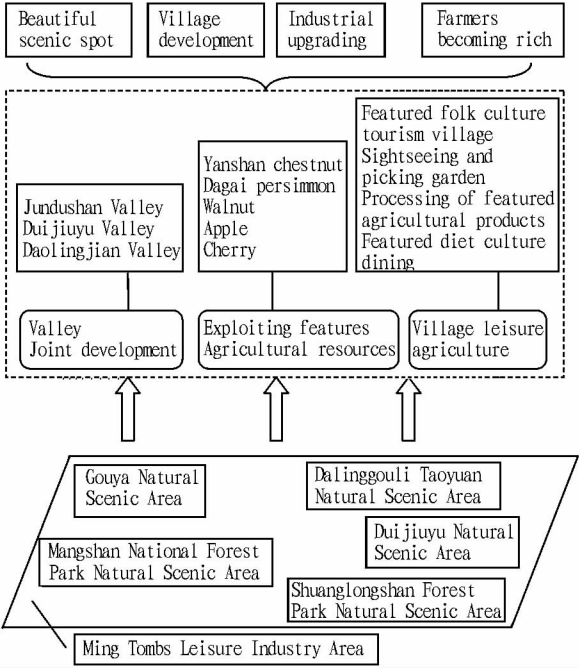 Beautiful
scenic spot
Village
development
Industrial
upgrading
Farmers
becoming rich
Jundushan Valley
Duijiuyu Valley
Daolingjian Valley
Yanshan chestnut
Dagai persimmon
Walnut
Apple
Cherry
Featured folk culture
tourism village
Sightseeing and
picking garden
Processing of featured
agricultural products
Featured diet culture
dining
Valley
Joint development
Exploiting features
Agricultural resources
Village leisure
agriculture
Gouya Natural
Scenic Area
Dalinggouli Taoyuan
Natural Scenic Area
Duijiuyu Natural
Scenic Area
Mangshan National Forest
Park Natural Scenic Area
Shuanglongshan Forest
Park Natural Scenic Area
Ming Tombs Leisure Industry Area